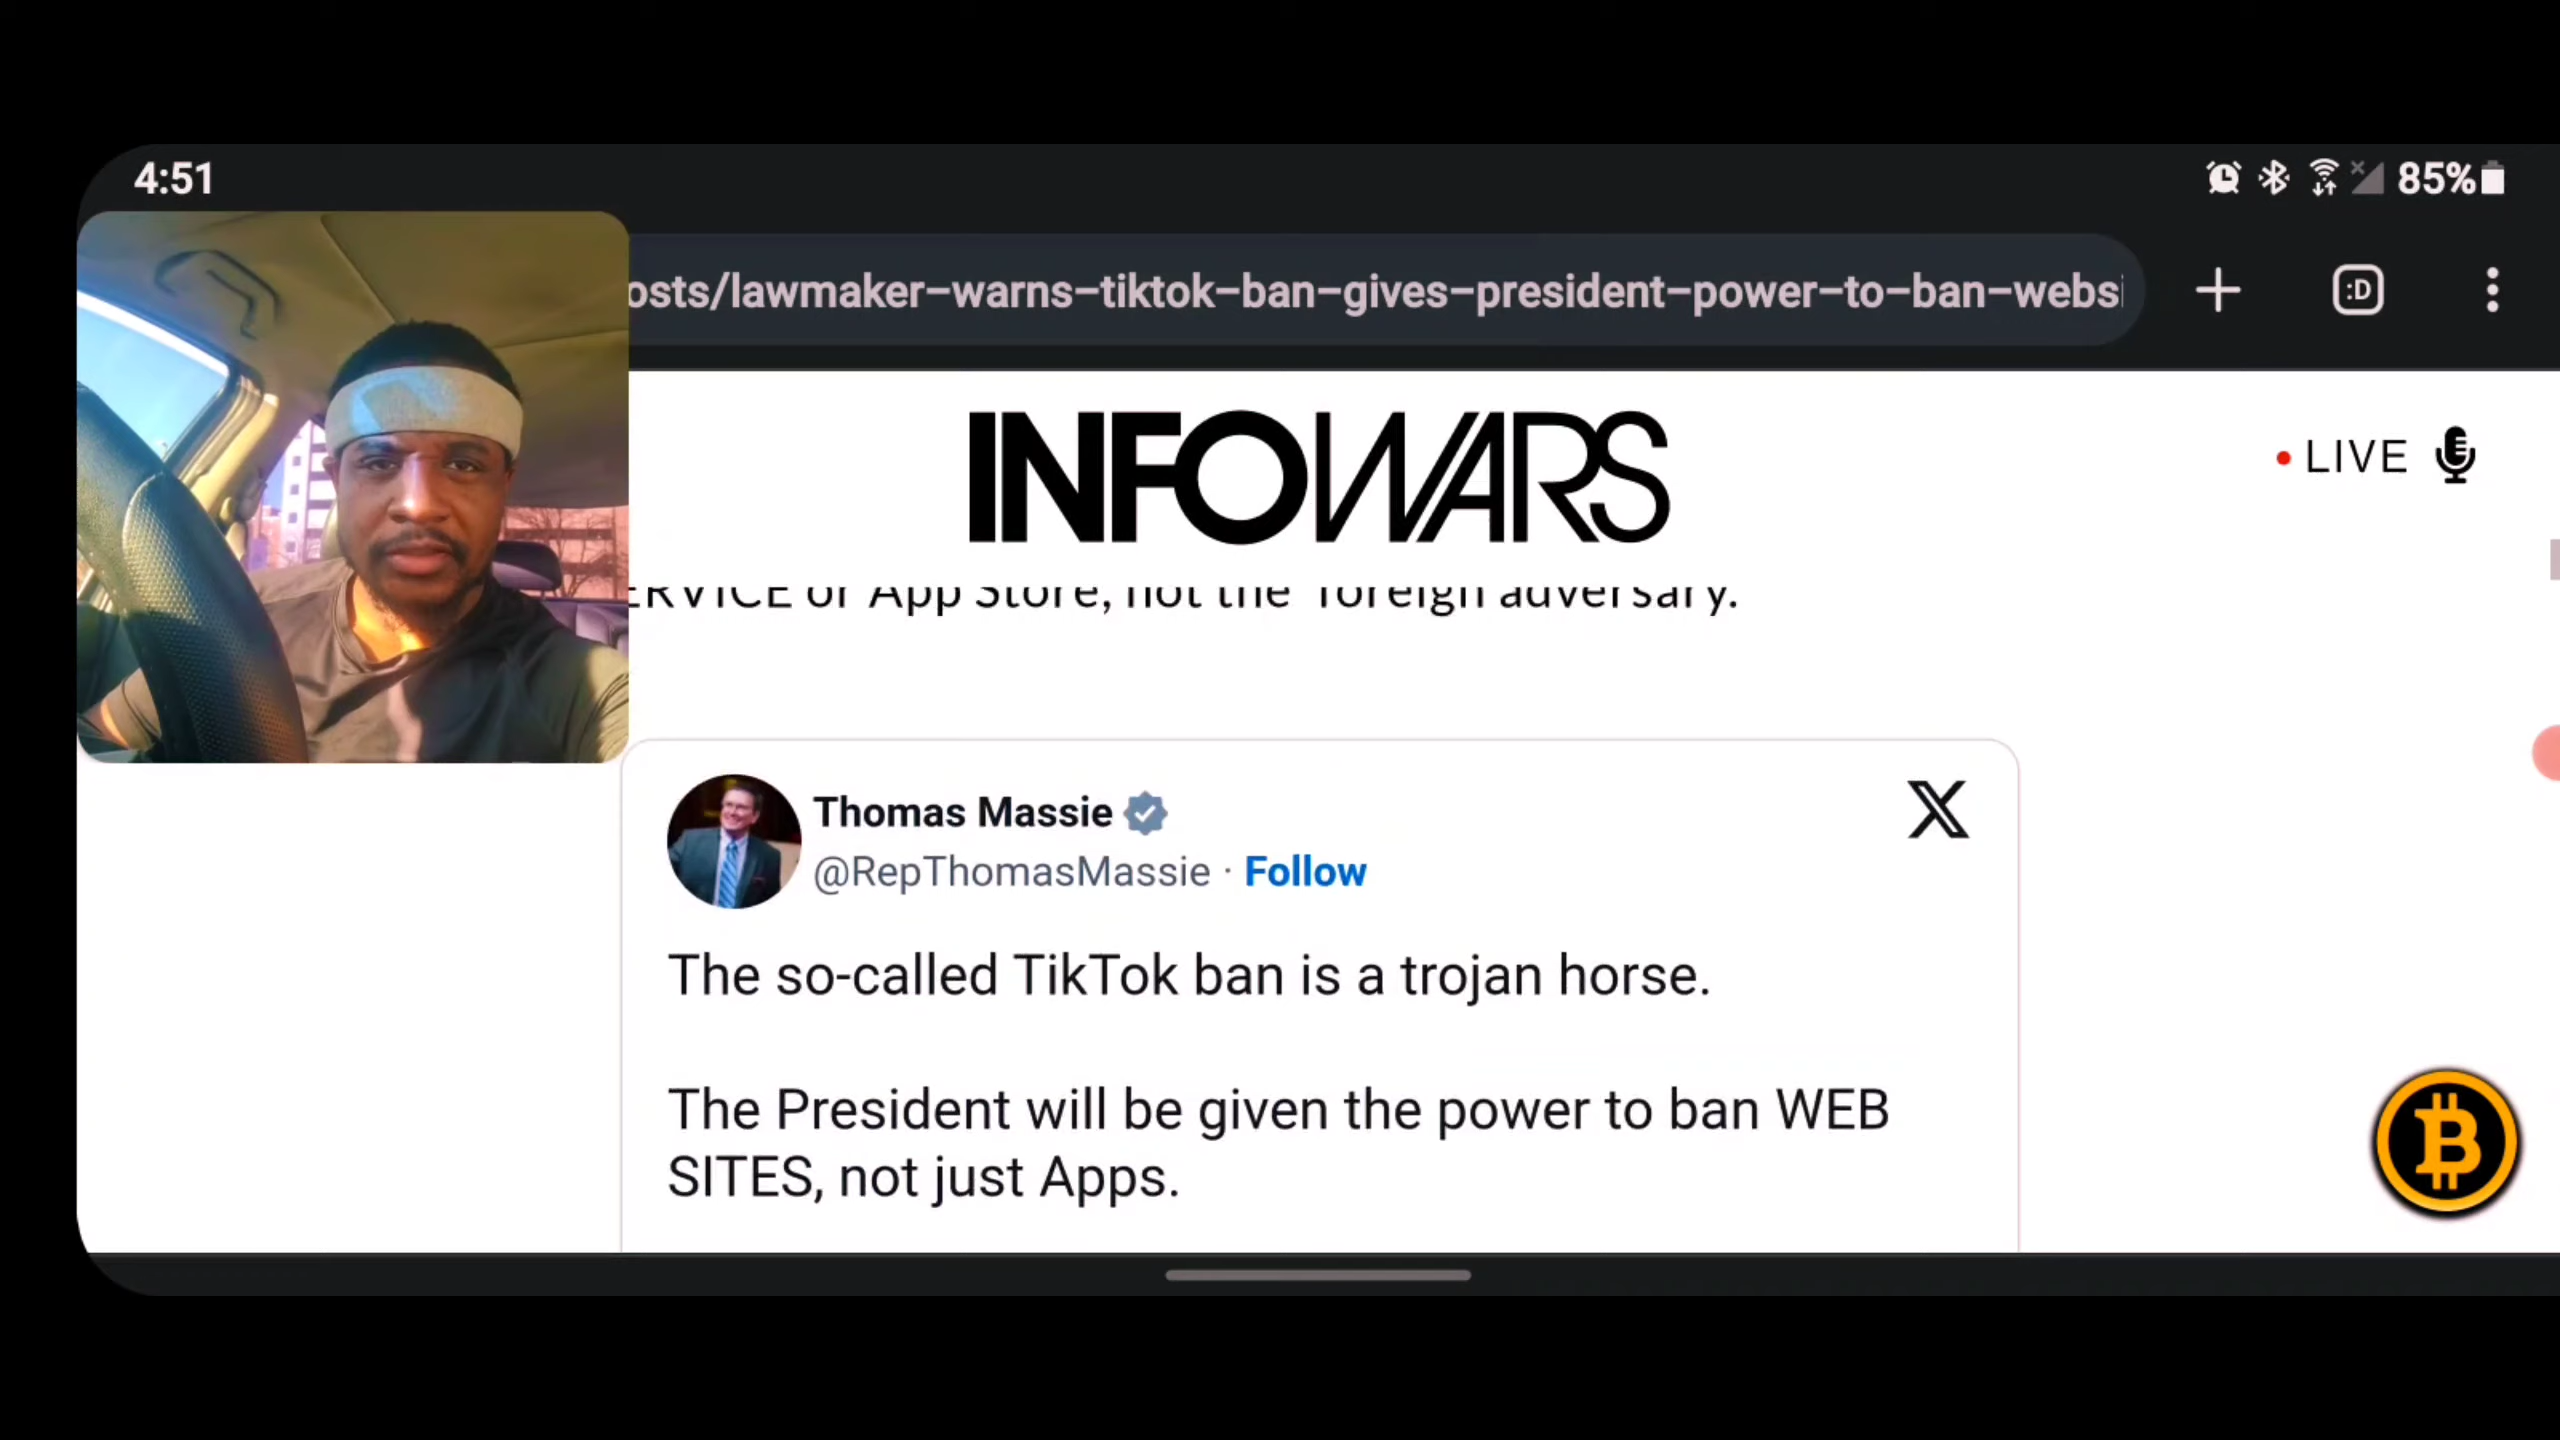 4:51
85%
osts/lawmaker-warns-tiktok-ban-gives-president-power-to-ban-websi
:D
INFOWARS
LIVE
ERVICE or App Store, not the 'foreign adversary.
Thomas Massie
@RepThomasMassie · Follow
The so-called TikTok ban is a trojan horse.
The President will be given the power to ban WEB
SITES, not just Apps.